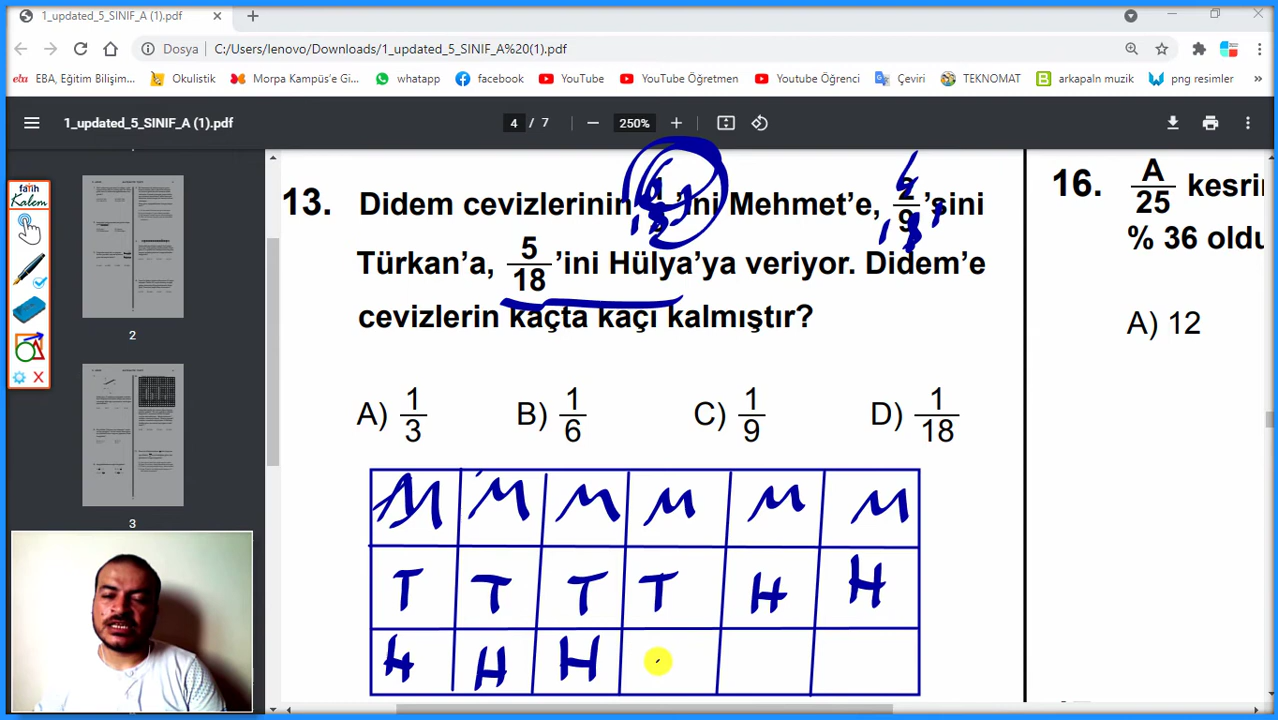 1_updated_5_SINIF_A (1).pdf
Dosya
C:/Users/lenovo/Downloads/1_updated_5_SINIF_A%20(1).pdf
EBA, Eğitim Bilişim...
Okulistik
Morpa Kampüs'e Gi...
whatapp
facebook
YouTube
YouTube Öğretmen
Youtube Öğrenci
Çeviri
TEKNOMAT
arkapaln muzik
png resimler
1_updated_5_SINIF_A (1).pdf
4 / 7
250%
fatih
Kalem
2
3
13. Didem cevizlerinin 'ini Mehmet'e, 2/9 'sini
Türkan'a, 5/18 'ini Hülya'ya veriyor. Didem'e
cevizlerin kaçta kaçı kalmıştır?
A) 1/3 B) 1/6 C) 1/9 D) 1/18
M M M M M M
T T T T H H
H H H
16. A/25 kesri
% 36 oldu
A) 12